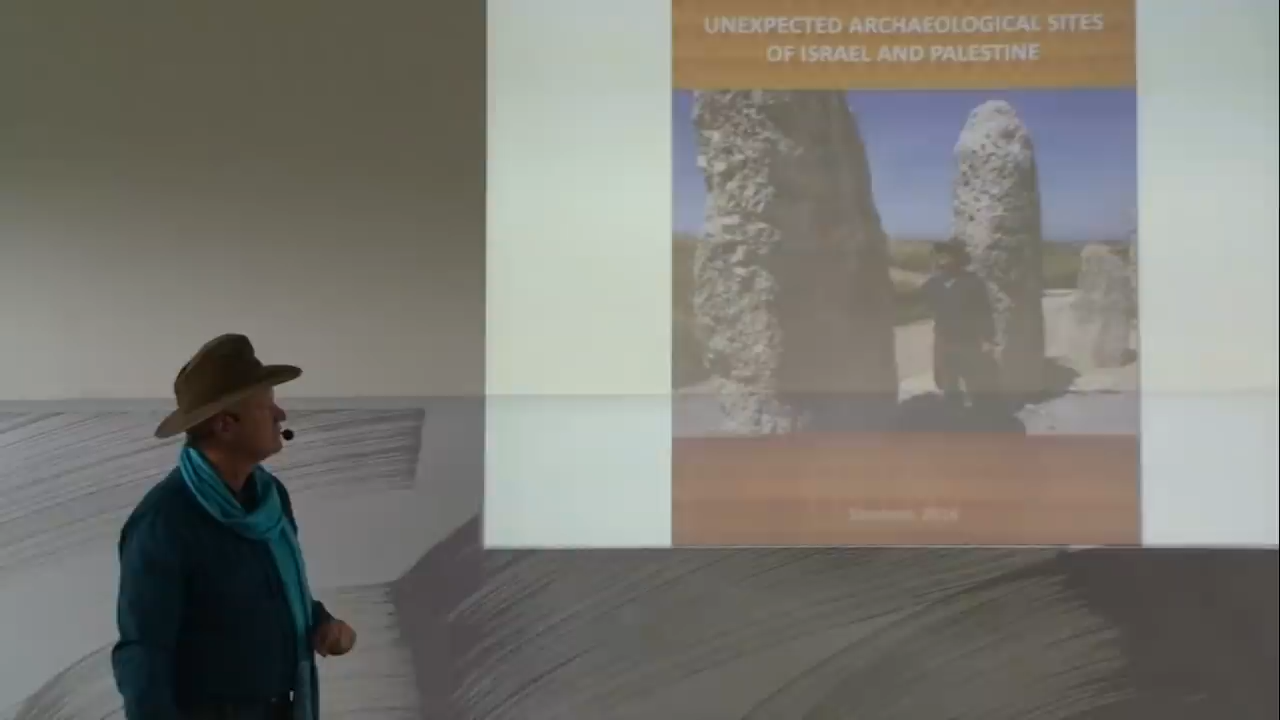 UNEXPECTED ARCHAEOLOGICAL SITES
OF ISRAEL AND PALESTINE